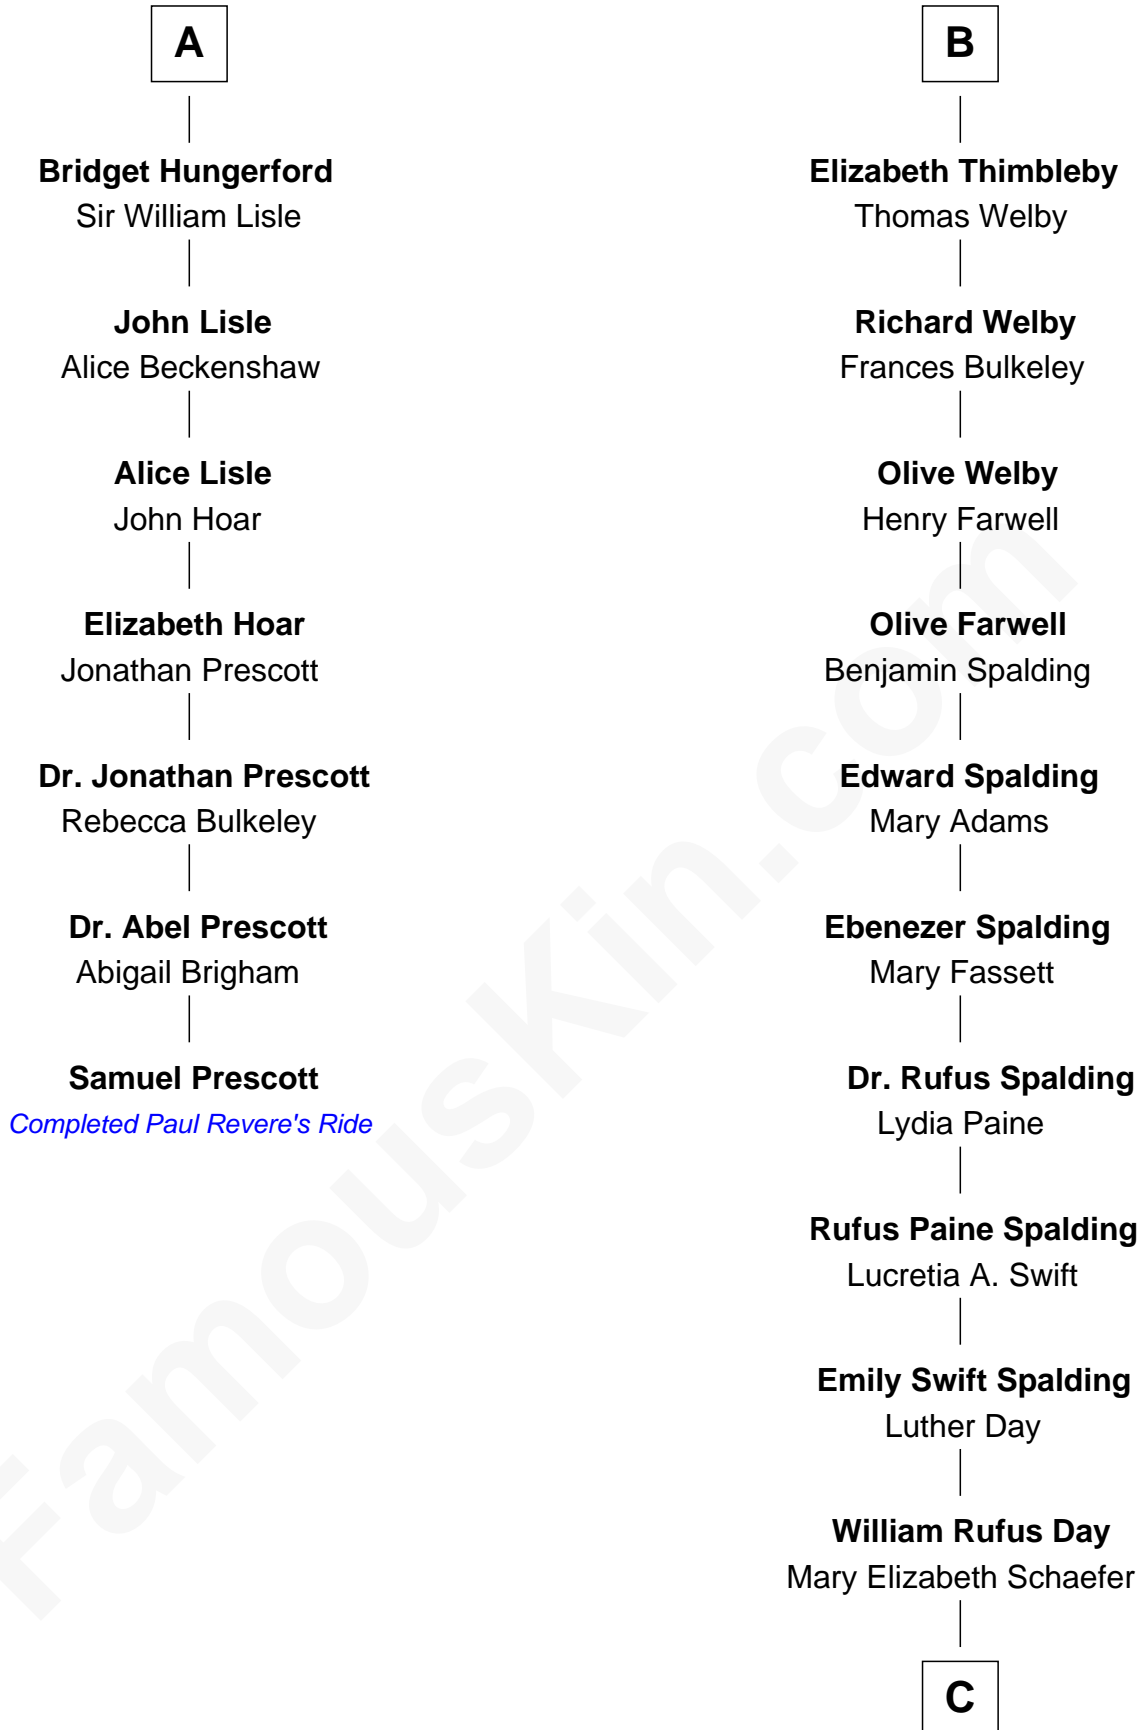 A
Bridget Hungerford
Sir William Lisle
John Lisle
Alice Beckenshaw
Alice Lisle
John Hoar
Elizabeth Hoar
Jonathan Prescott
Dr. Jonathan Prescott
Rebecca Bulkeley
Dr. Abel Prescott
Abigail Brigham
Samuel Prescott
Completed Paul Revere's Ride
B
Elizabeth Thimbleby
Thomas Welby
Richard Welby
Frances Bulkeley
Olive Welby
Henry Farwell
Olive Farwell
Benjamin Spalding
Edward Spalding
Mary Adams
Ebenezer Spalding
Mary Fassett
Dr. Rufus Spalding
Lydia Paine
Rufus Paine Spalding
Lucretia A. Swift
Emily Swift Spalding
Luther Day
William Rufus Day
Mary Elizabeth Schaefer
C
FamousKin.com